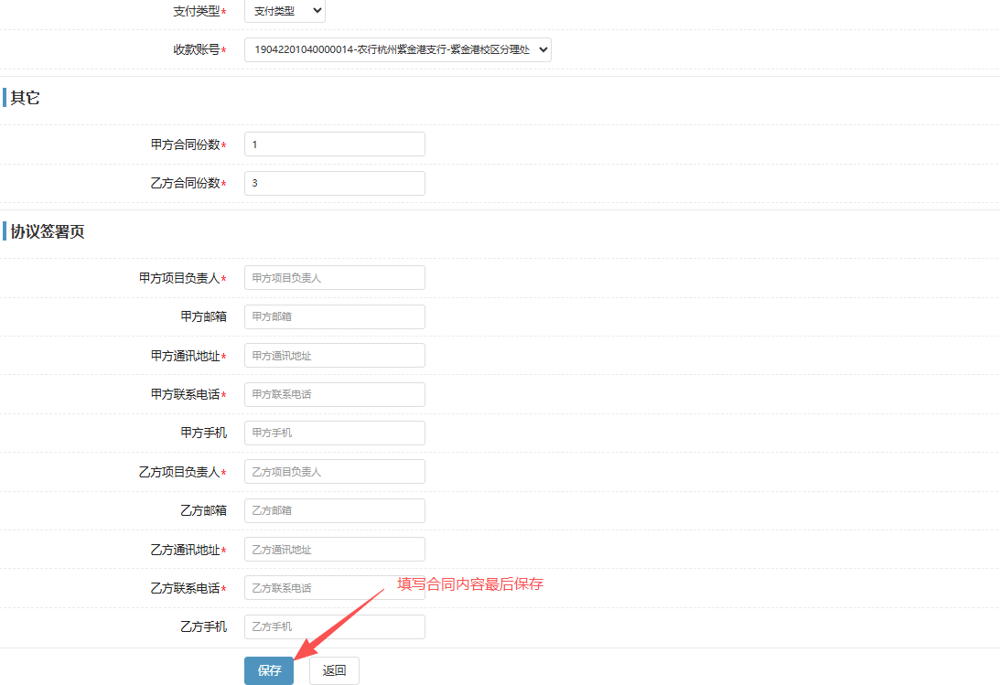 支付类型* 支付类型
收款账号* 19042201040000014-农行杭州紫金港支行-紫金港校区分理处
其它
甲方合同份数* 1
乙方合同份数* 3
协议签署页
甲方项目负责人* 甲方项目负责人
甲方邮箱 甲方邮箱
甲方通讯地址* 甲方通讯地址
甲方联系电话* 甲方联系电话
甲方手机 甲方手机
乙方项目负责人* 乙方项目负责人
乙方邮箱 乙方邮箱
乙方通讯地址* 乙方通讯地址
乙方联系电话* 乙方联系电话 填写合同内容最后保存
乙方手机 乙方手机
保存 返回